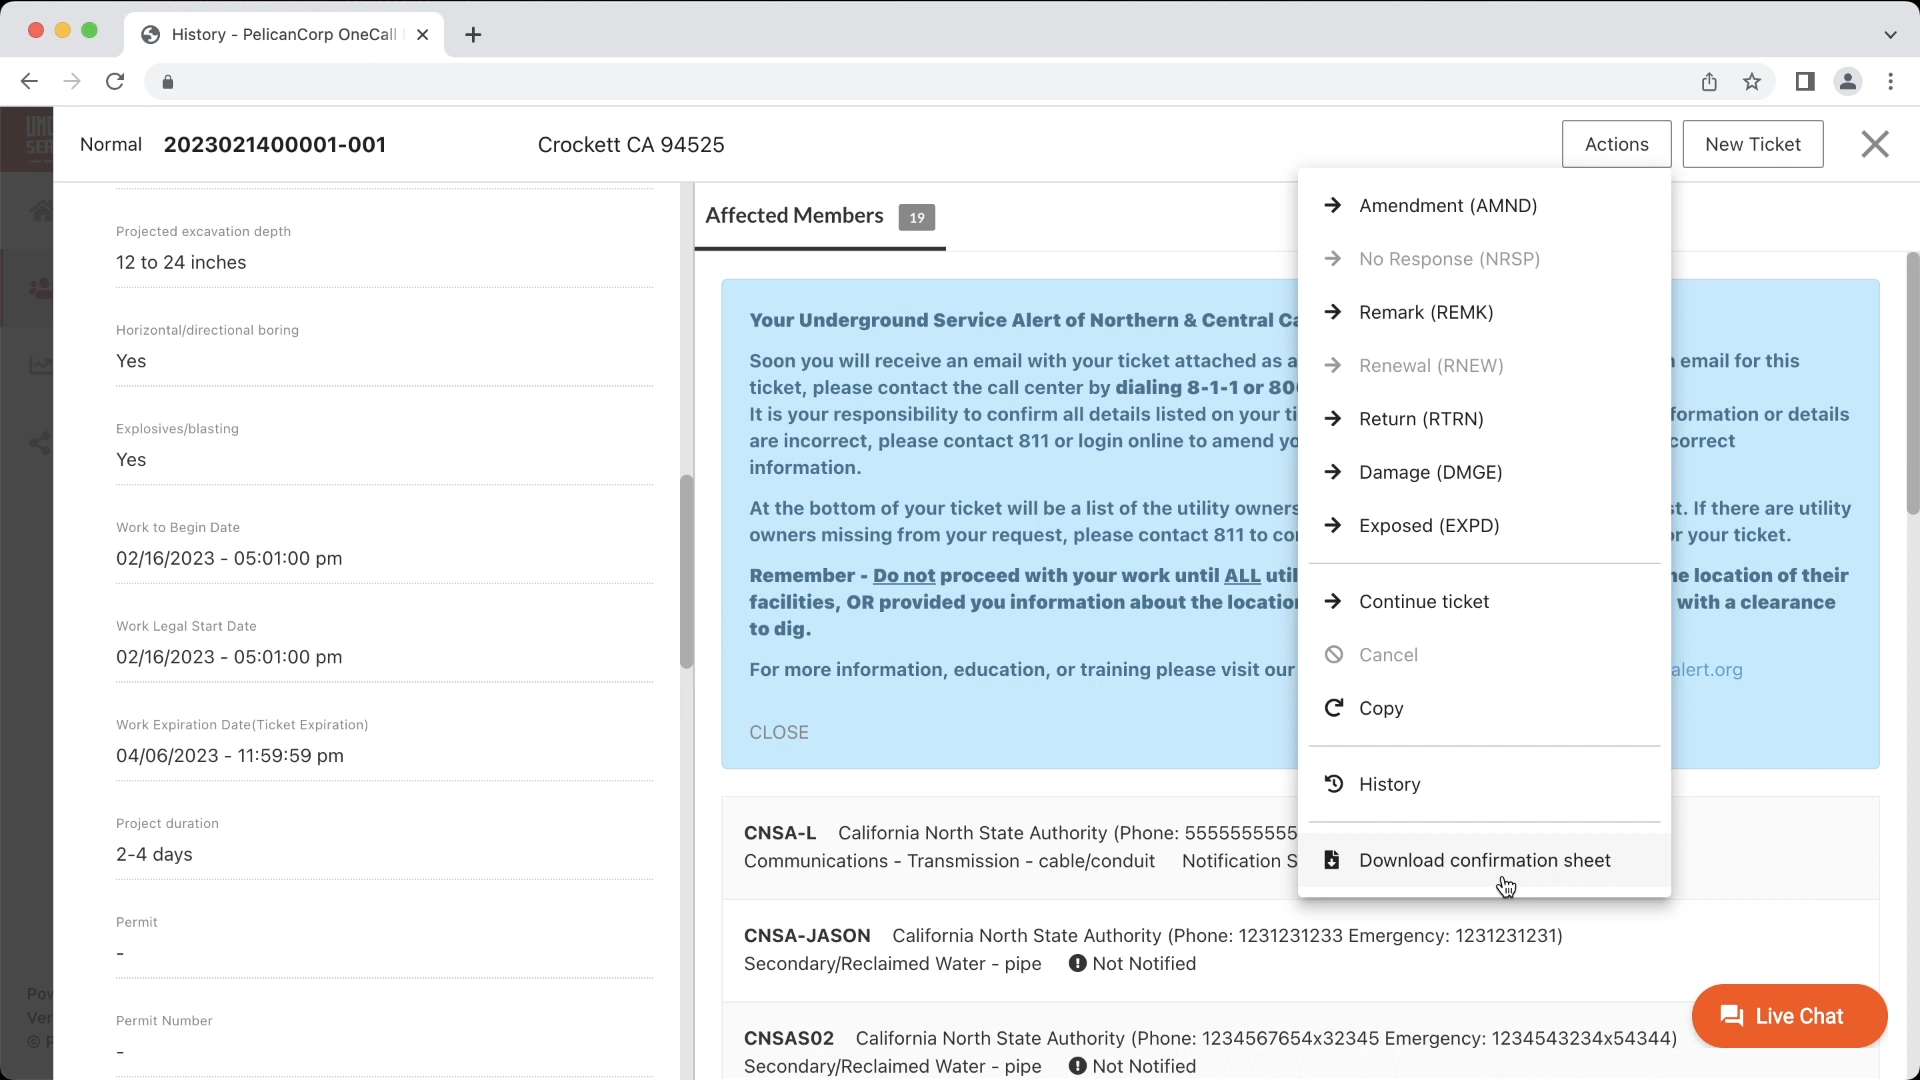 History - PelicanCorp OneCall
UND
SER
Normal 2023021400001-001
Crockett CA 94525
Actions
New Ticket
Projected excavation depth
12 to 24 inches
Horizontal/directional boring
Yes
Explosives/blasting
Yes
Work to Begin Date
02/16/2023 - 05:01:00 pm
Work Legal Start Date
02/16/2023 - 05:01:00 pm
Work Expiration Date(Ticket Expiration)
04/06/2023 - 11:59:59 pm
Project duration
2-4 days
Permit
-
Permit Number
-
Pow
Ver
© P
Affected Members 19
Your Underground Service Alert of Northern & Central Ca
Soon you will receive an email with your ticket attached as a email for this
ticket, please contact the call center by dialing 8-1-1 or 80
It is your responsibility to confirm all details listed on your ti formation or details
are incorrect, please contact 811 or login online to amend yo correct
information.
At the bottom of your ticket will be a list of the utility owners st. If there are utility
owners missing from your request, please contact 811 to co r your ticket.
Remember - Do not proceed with your work until ALL util he location of their
facilities, OR provided you information about the locatio with a clearance
to dig.
For more information, education, or training please visit our alert.org
CLOSE
CNSA-L California North State Authority (Phone: 5555555555
Communications - Transmission - cable/conduit Notification S
CNSA-JASON California North State Authority (Phone: 1231231233 Emergency: 1231231231)
Secondary/Reclaimed Water - pipe Not Notified
CNSAS02 California North State Authority (Phone: 1234567654x32345 Emergency: 1234543234x54344)
Secondary/Reclaimed Water - pipe Not Notified
Amendment (AMND)
No Response (NRSP)
Remark (REMK)
Renewal (RNEW)
Return (RTRN)
Damage (DMGE)
Exposed (EXPD)
Continue ticket
Cancel
Copy
History
Download confirmation sheet
Live Chat